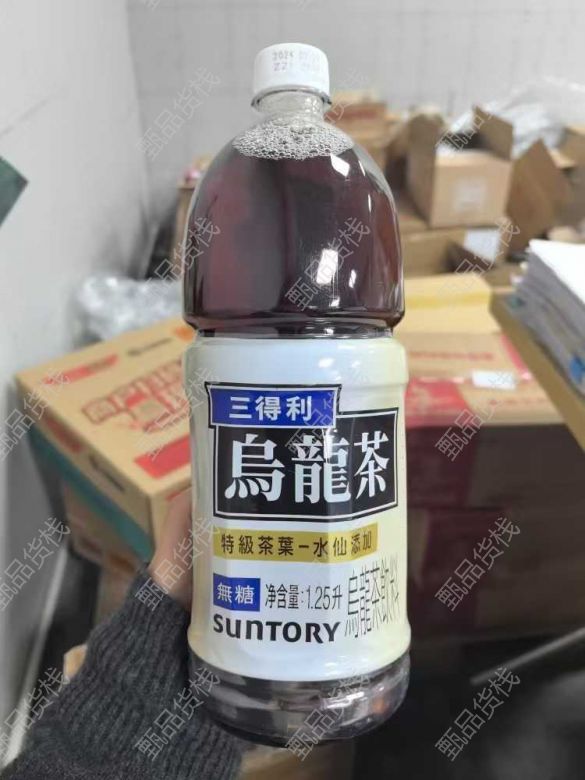 三得利
烏龍茶
特級茶葉-水仙添加
無糖 净含量:1.25升 烏龍茶飲料
SUNTORY
甄品货栈